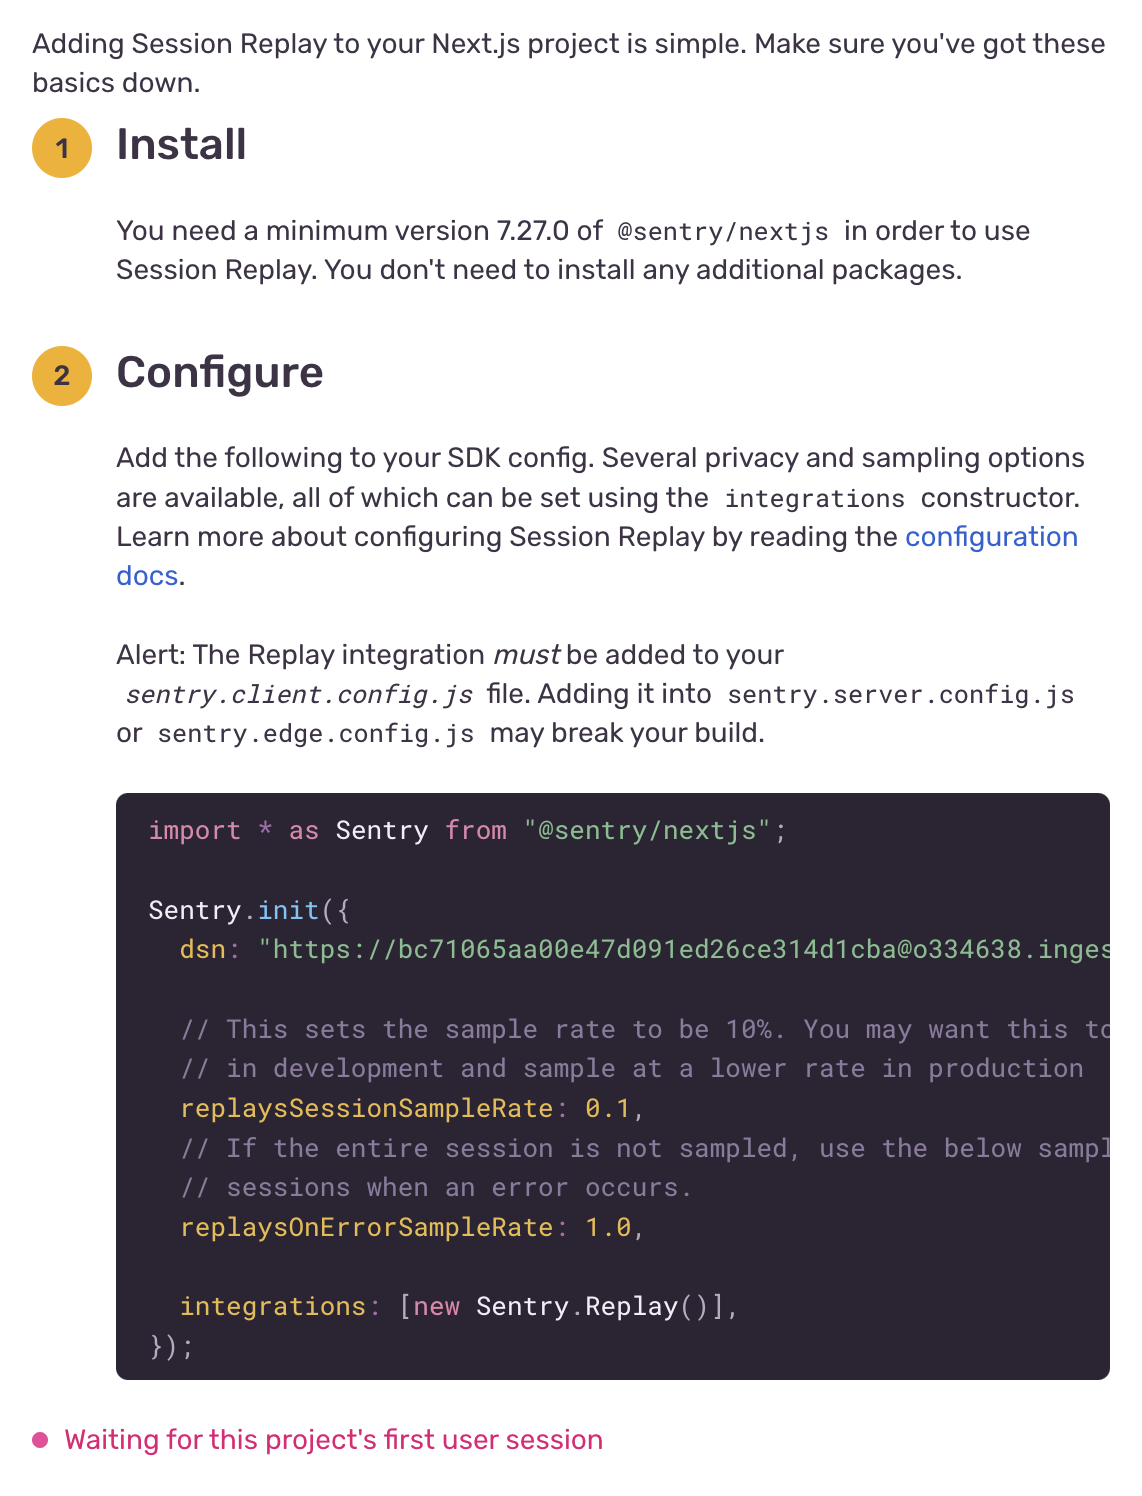 Adding Session Replay to your Next.js project is simple. Make sure you've got these
basics down.
1 Install
You need a minimum version 7.27.0 of @sentry/nextjs in order to use
Session Replay. You don't need to install any additional packages.
2 Configure
Add the following to your SDK config. Several privacy and sampling options
are available, all of which can be set using the integrations constructor.
Learn more about configuring Session Replay by reading the configuration
docs.
Alert: The Replay integration must be added to your
sentry.client.config.js file. Adding it into sentry.server.config.js
or sentry.edge.config.js may break your build.
import * as Sentry from "@sentry/nextjs";
Sentry.init({
dsn: "https://bc71065aa00e47d091ed26ce314d1cba@o334638.inges
// This sets the sample rate to be 10%. You may want this to
// in development and sample at a lower rate in production
replaysSessionSampleRate: 0.1,
// If the entire session is not sampled, use the below sampl
// sessions when an error occurs.
replaysOnErrorSampleRate: 1.0,
integrations: [new Sentry.Replay()],
});
Waiting for this project's first user session